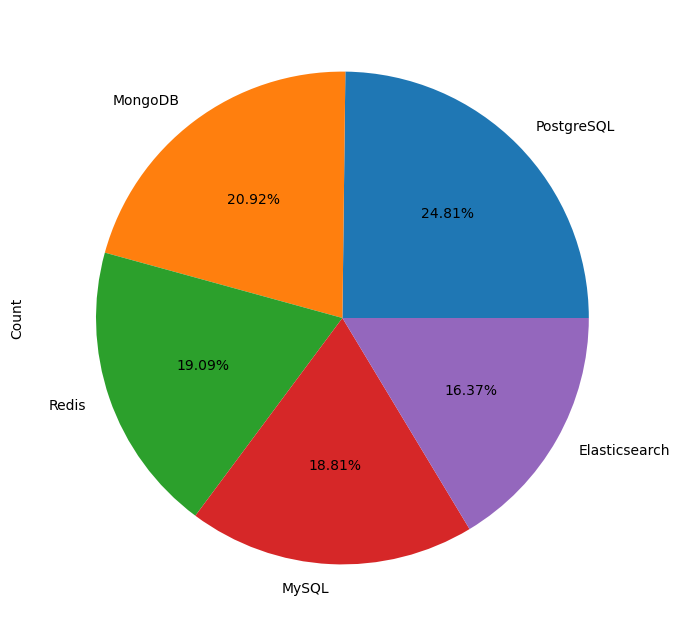 MongoDB
PostgreSQL
20.92%
24.81%
Count
19.09%
16.37%
Redis
Elasticsearch
18.81%
MySQL